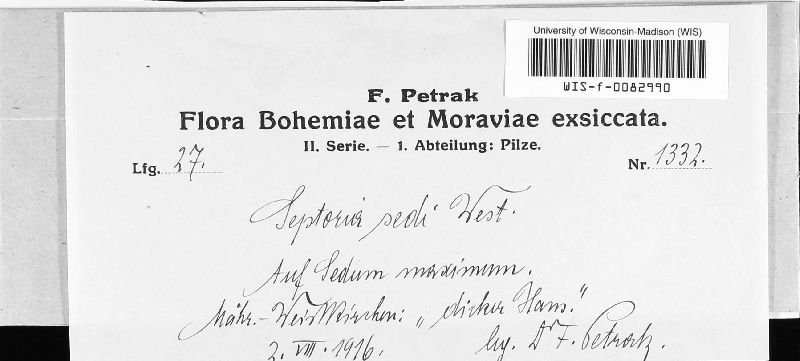 University of Wisconsin-Madison (WIS)
WIS-f-0082990
F. Petrak
Flora Bohemiae et Moraviae exsiccata.
II. Serie. — 1. Abteilung: Pilze.
Lfg. 27. Nr. 1332.
Septoria sedi West.
Auf Sedum maximum.
Mähr.-Weisskirchen: „dicker Hans."
2. VIII. 1916. lg. Dr F. Petrak.